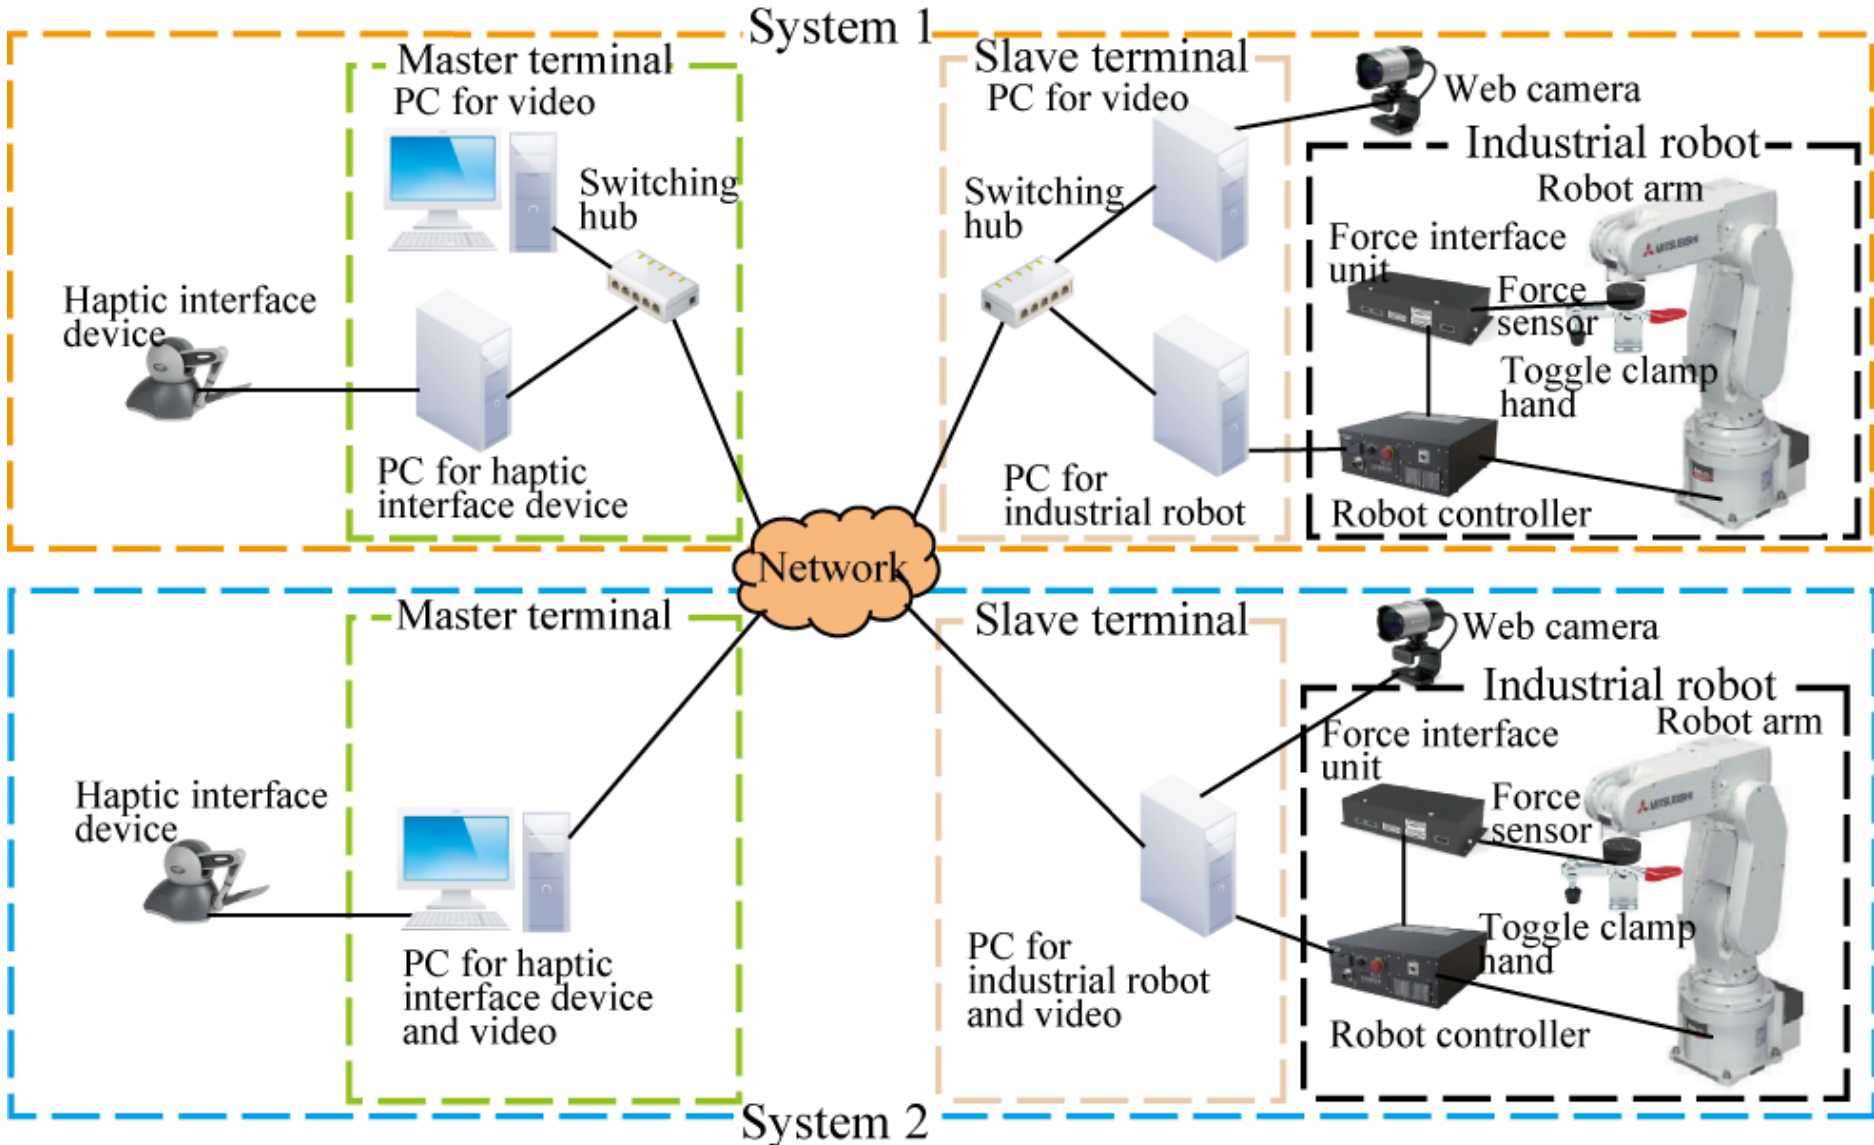 System 1
Master terminal
PC for video
Switching
hub
Haptic interface
device
PC for haptic
interface device
Slave terminal
PC for video
Switching
hub
PC for
industrial robot
Web camera
Industrial robot
Robot arm
MITSUBISHI
Force interface
unit
Force
sensor
Toggle clamp
hand
Robot controller
Network
Master terminal
Haptic interface
device
PC for haptic
interface device
and video
Slave terminal
PC for
industrial robot
and video
Web camera
Industrial robot
Robot arm
MITSUBISHI
Force interface
unit
Force
sensor
Toggle clamp
hand
Robot controller
System 2